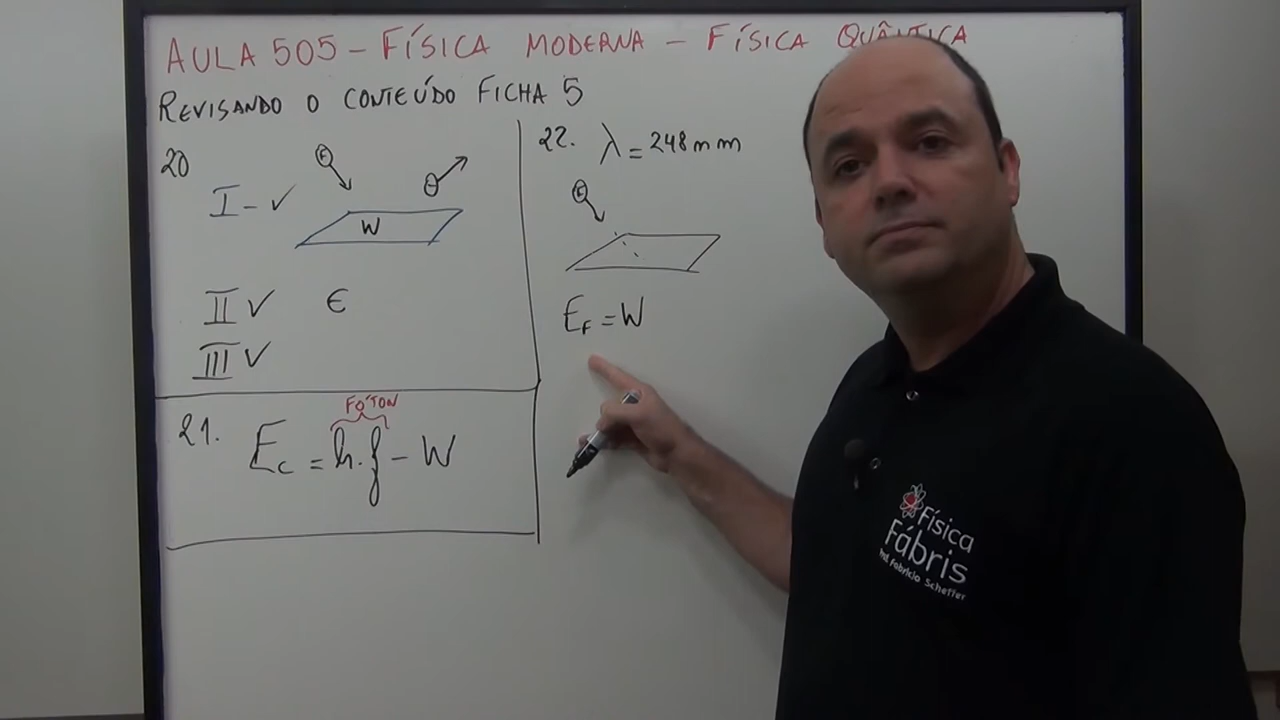 AULA 505 - FÍSICA MODERNA - FÍSICA QUÂNTICA
REVISANDO O CONTEÚDO FICHA 5
20
I - ✓
W
II ✓ E
III ✓
21.
FÓTON
Ec = h.f - W
22. λ = 248 nm
EF = W
Física
Fábris
Prof. Fabrício Scheffer